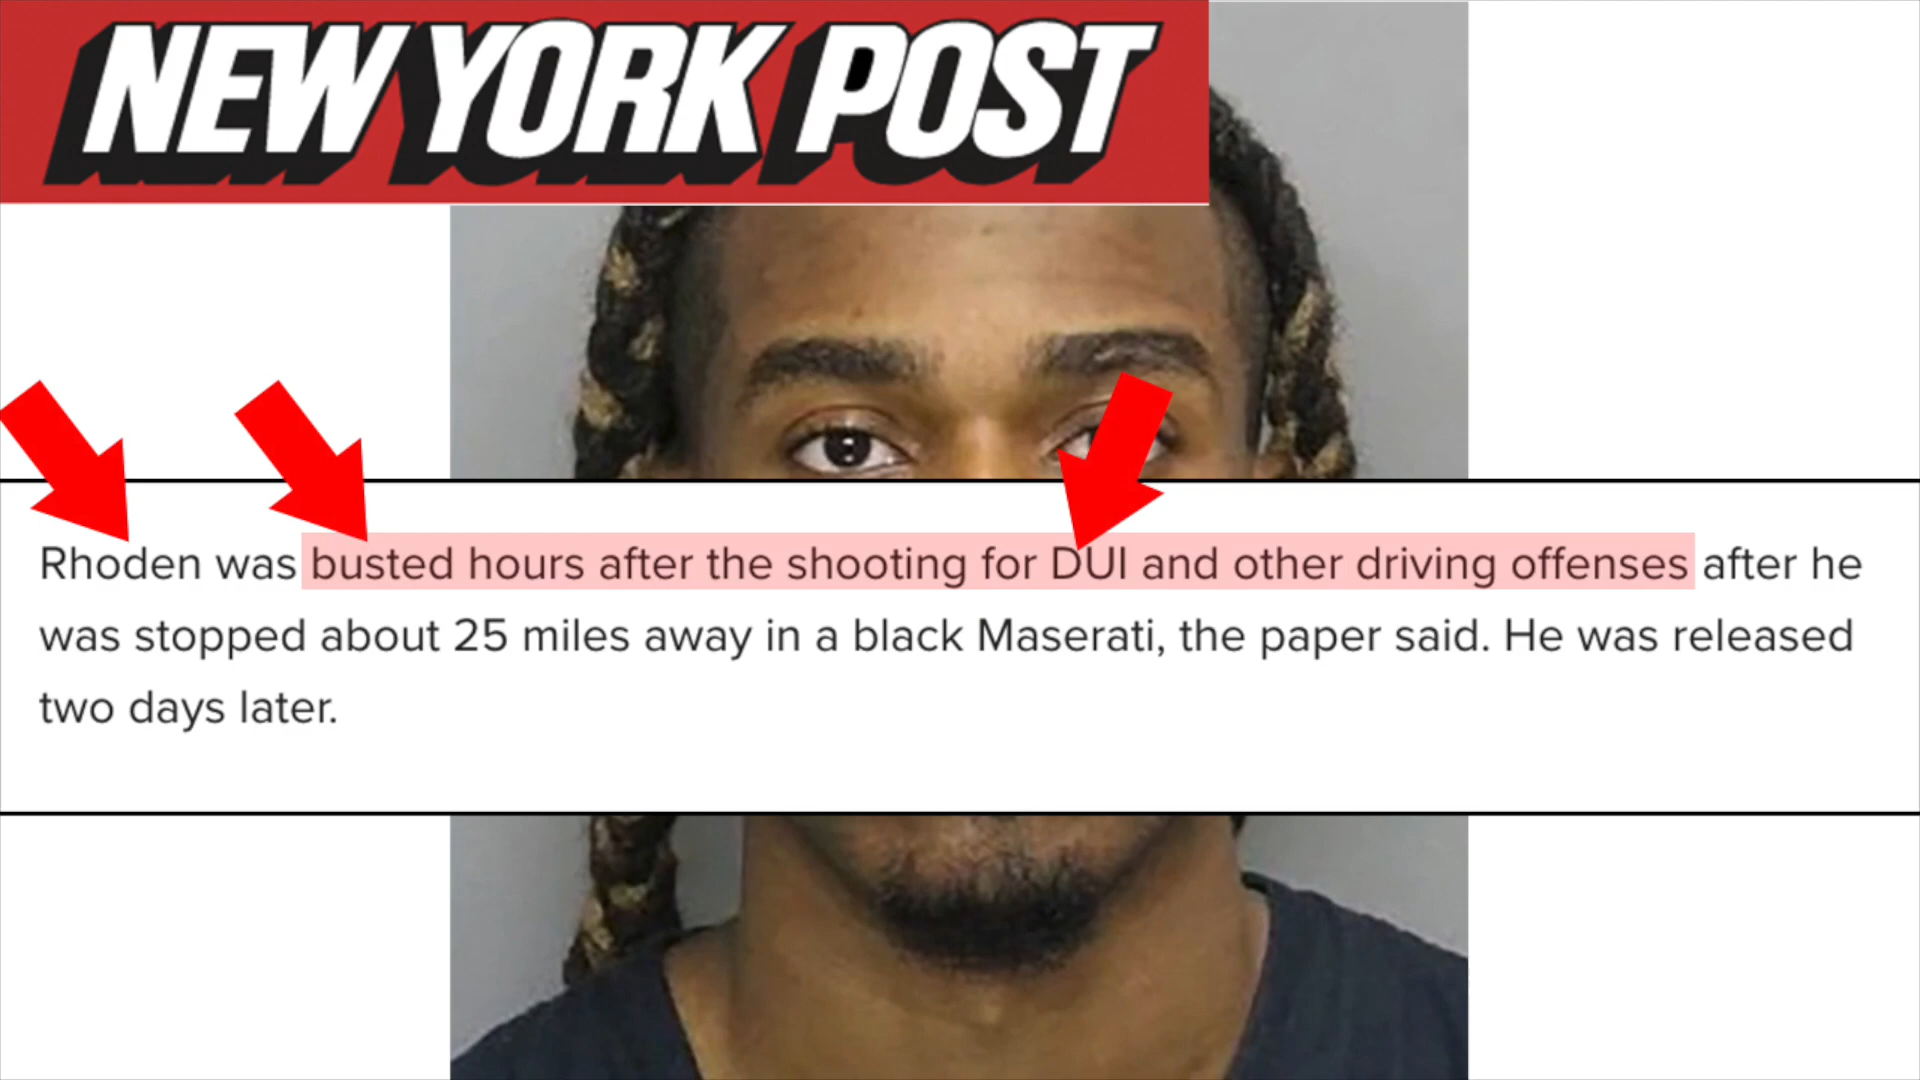 NEW YORK POST
Rhoden was busted hours after the shooting for DUI and other driving offenses after he
was stopped about 25 miles away in a black Maserati, the paper said. He was released
two days later.